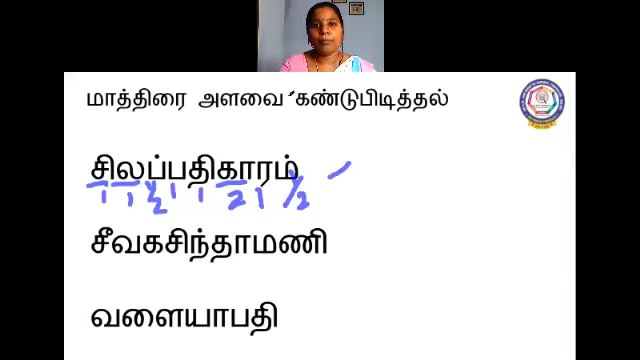 மாத்திரை அளவை கண்டுபிடித்தல்
சிலப்பதிகாரம்
1 1 ½ 1 1 2 1 ½
சீவகசிந்தாமணி
வளையாபதி